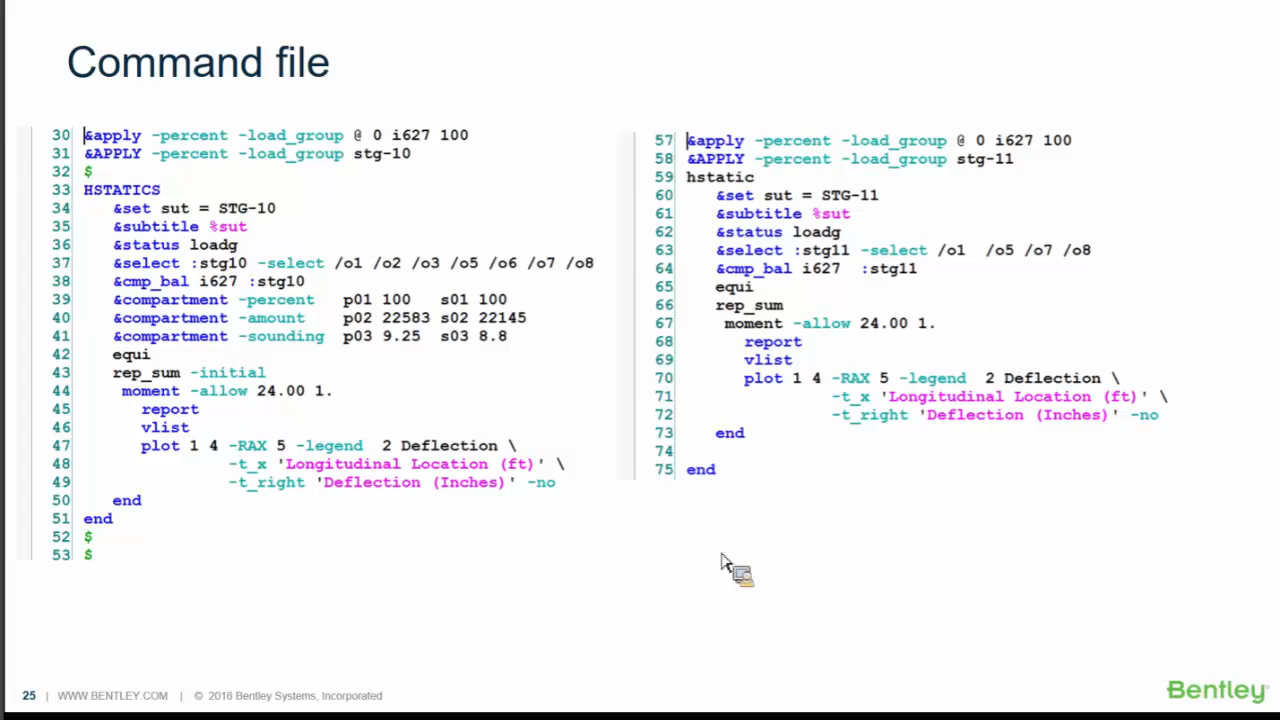 Command file
30 &apply -percent -load_group @ 0 i627 100
31 &APPLY -percent -load_group stg-10
32 $
33 HSTATICS
34 &set sut = STG-10
35 &subtitle %sut
36 &status loadg
37 &select :stg10 -select /o1 /o2 /o3 /o5 /o6 /o7 /o8
38 &cmp_bal i627 :stg10
39 &compartment -percent p01 100 s01 100
40 &compartment -amount p02 22583 s02 22145
41 &compartment -sounding p03 9.25 s03 8.8
42 equi
43 rep_sum -initial
44 moment -allow 24.00 1.
45 report
46 vlist
47 plot 1 4 -RAX 5 -legend 2 Deflection \
48 -t_x 'Longitudinal Location (ft)' \
49 -t_right 'Deflection (Inches)' -no
50 end
51 end
52 $
53 $
57 &apply -percent -load_group @ 0 i627 100
58 &APPLY -percent -load_group stg-11
59 hstatic
60 &set sut = STG-11
61 &subtitle %sut
62 &status loadg
63 &select :stg11 -select /o1 /o5 /o7 /o8
64 &cmp_bal i627 :stg11
65 equi
66 rep_sum
67 moment -allow 24.00 1.
68 report
69 vlist
70 plot 1 4 -RAX 5 -legend 2 Deflection \
71 -t_x 'Longitudinal Location (ft)' \
72 -t_right 'Deflection (Inches)' -no
73 end
74
75 end
25 | WWW.BENTLEY.COM | © 2016 Bentley Systems, Incorporated
Bentley®